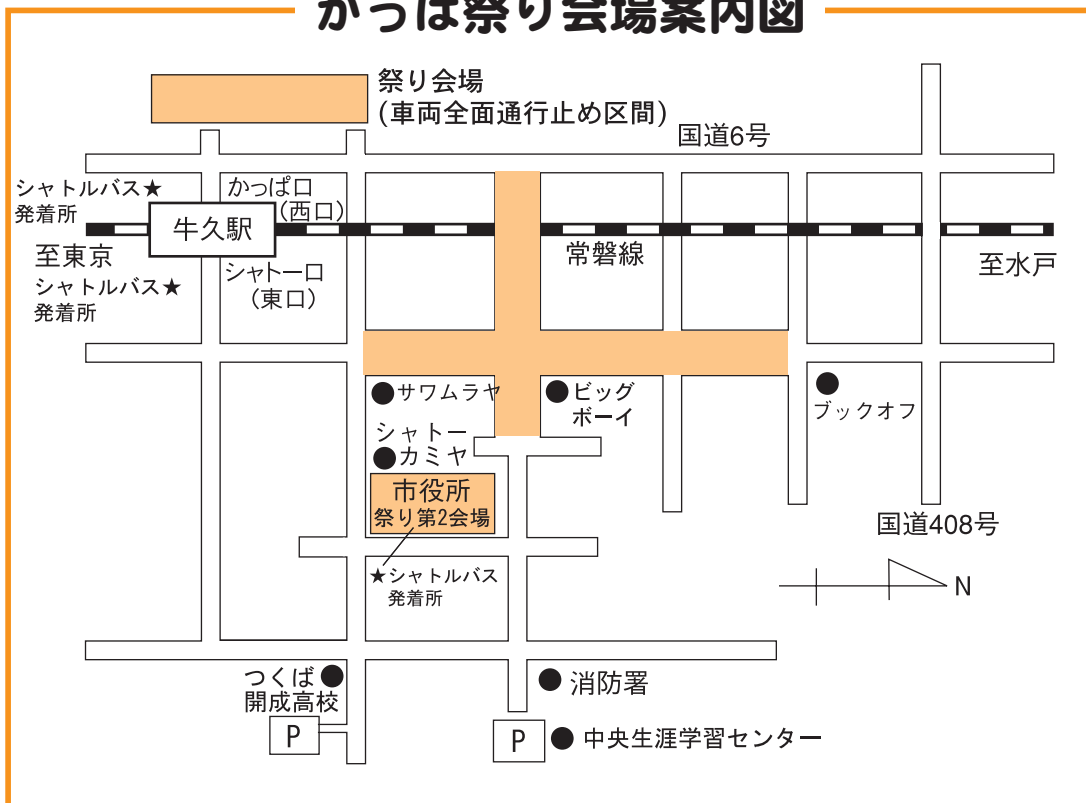 かっぱ祭り会場案内図
祭り会場
(車両全面通行止め区間)
国道6号
シャトルバス★
発着所
かっぱ口
(西口)
牛久駅
至東京
常磐線
至水戸
シャトー口
(東口)
シャトルバス★
発着所
●サワムラヤ
●ビッグ
ボーイ
ブックオフ
シャトー
●カミヤ
市役所
祭り第2会場
国道408号
★シャトルバス
発着所
N
つくば●
開成高校
●消防署
P
P
●中央生涯学習センター